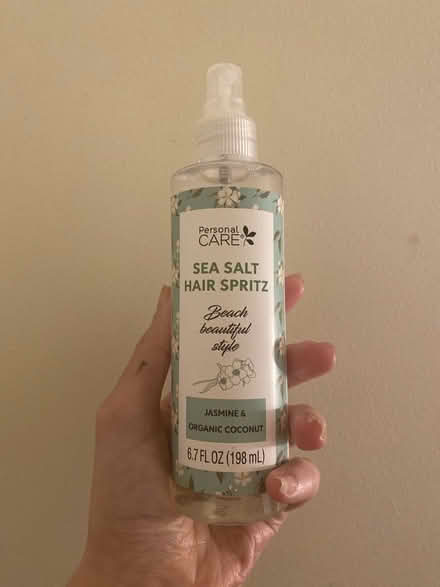 Personal
CARE®
SEA SALT
HAIR SPRITZ
Beach
beautiful
style
JASMINE &
ORGANIC COCONUT
6.7 FL OZ (198 mL)